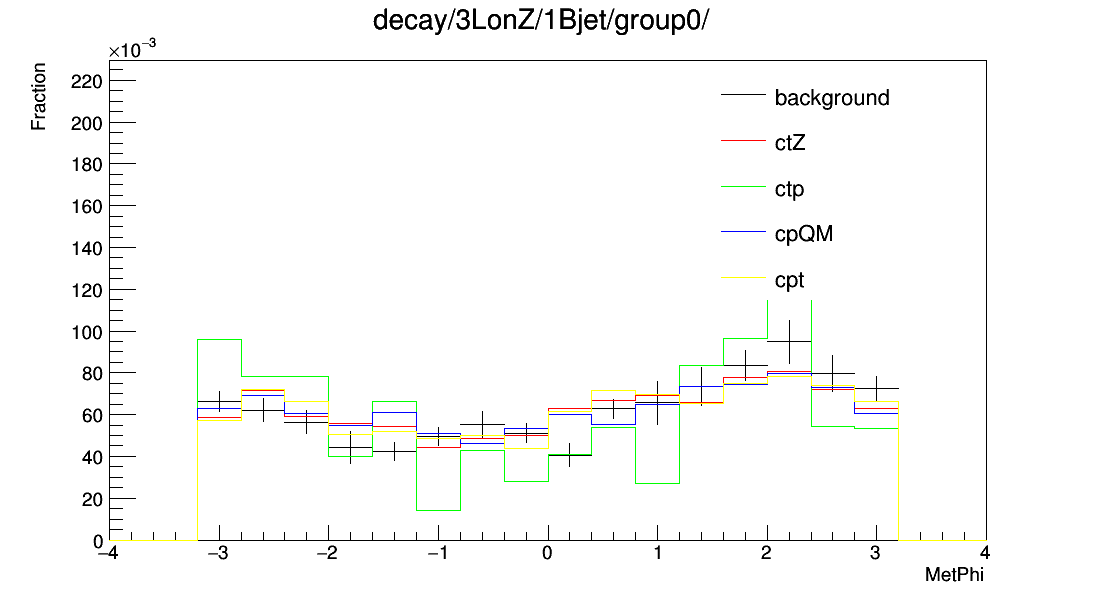 decay/3LonZ/1Bjet/group0/
×10⁻³
Fraction
220
200
180
160
140
120
100
80
60
40
20
0
background
ctZ
ctp
cpQM
cpt
−4 −3 −2 −1 0 1 2 3 4
MetPhi